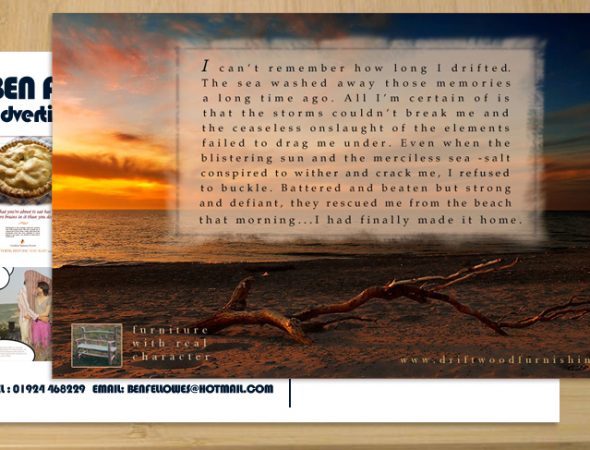 I can't remember how long I drifted.
The sea washed away those memories
a long time ago. All I'm certain of is
that the storms couldn't break me and
the ceaseless onslaught of the elements
failed to drag me under. Even when the
blistering sun and the merciless sea -salt
conspired to wither and crack me, I refused
to buckle. Battered and beaten but strong
and defiant, they rescued me from the beach
that morning...I had finally made it home.
furniture
with real
character
www.driftwoodfurnishin
BEN F
dverti
EL : 01924 468229 EMAIL: BENFELLOWES@HOTMAIL.COM